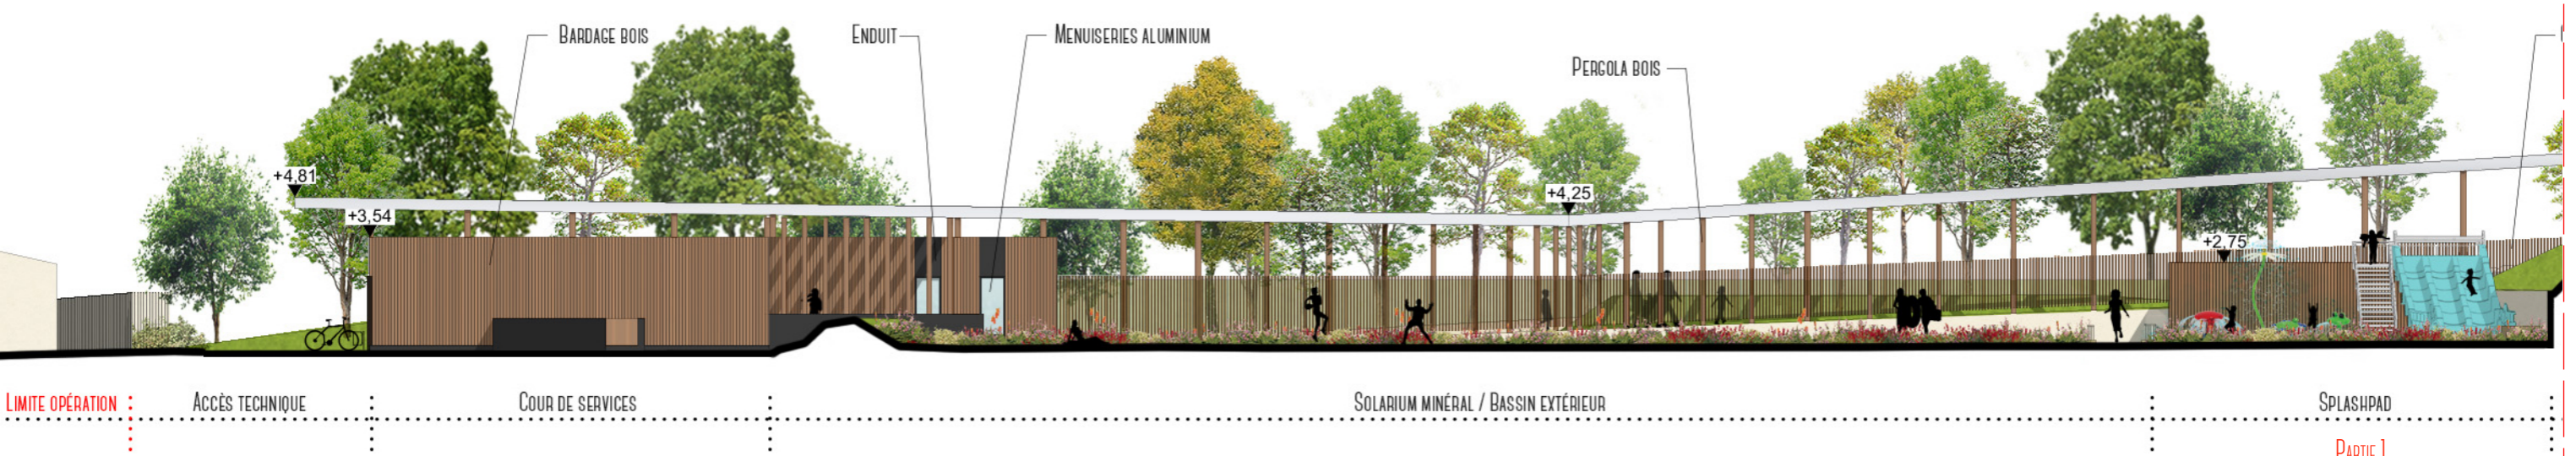 BARDAGE BOIS
ENDUIT
MENUISERIES ALUMINIUM
PERGOLA BOIS
+4,81
+3,54
+4,25
+2,75
LIMITE OPÉRATION
ACCÈS TECHNIQUE
COUR DE SERVICES
SOLARIUM MINÉRAL / BASSIN EXTÉRIEUR
SPLASHPAD
PARTIE 1